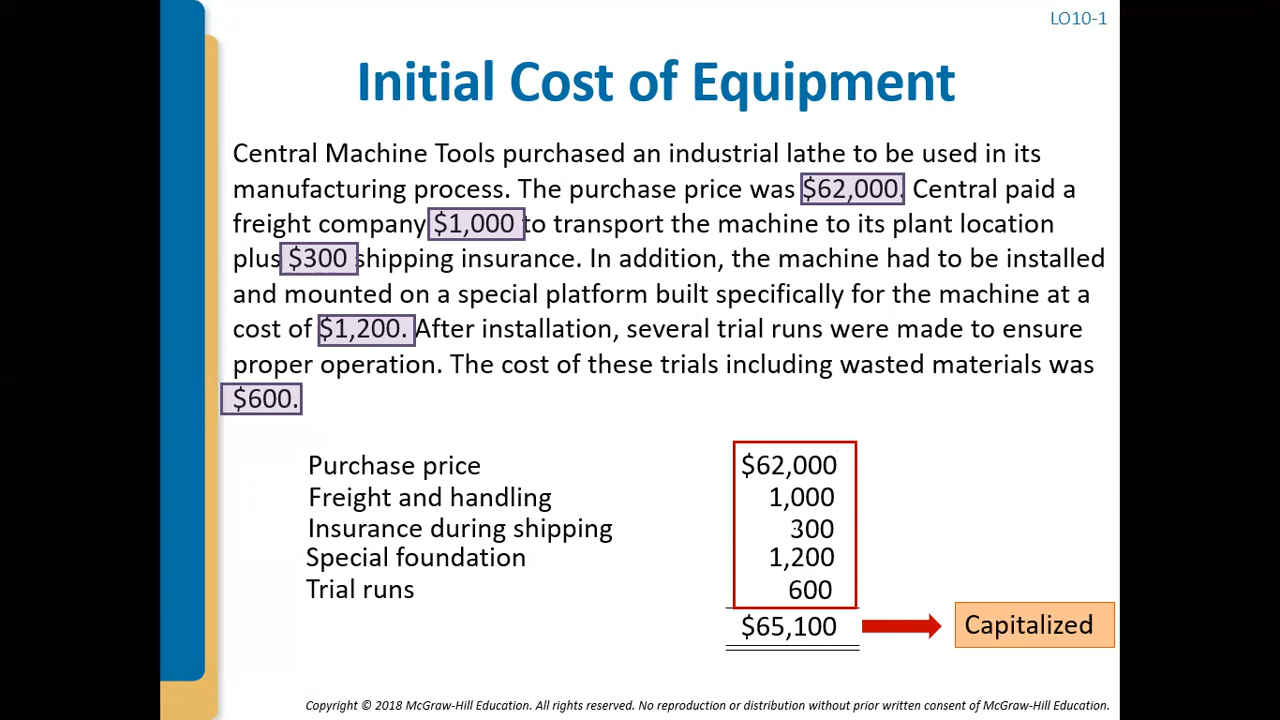 LO10-1
Initial Cost of Equipment
Central Machine Tools purchased an industrial lathe to be used in its
manufacturing process. The purchase price was $62,000. Central paid a
freight company $1,000 to transport the machine to its plant location
plus $300 shipping insurance. In addition, the machine had to be installed
and mounted on a special platform built specifically for the machine at a
cost of $1,200. After installation, several trial runs were made to ensure
proper operation. The cost of these trials including wasted materials was
$600.
Purchase price $62,000
Freight and handling 1,000
Insurance during shipping 300
Special foundation 1,200
Trial runs 600
$65,100 Capitalized
Copyright © 2018 McGraw-Hill Education. All rights reserved. No reproduction or distribution without prior written consent of McGraw-Hill Education.